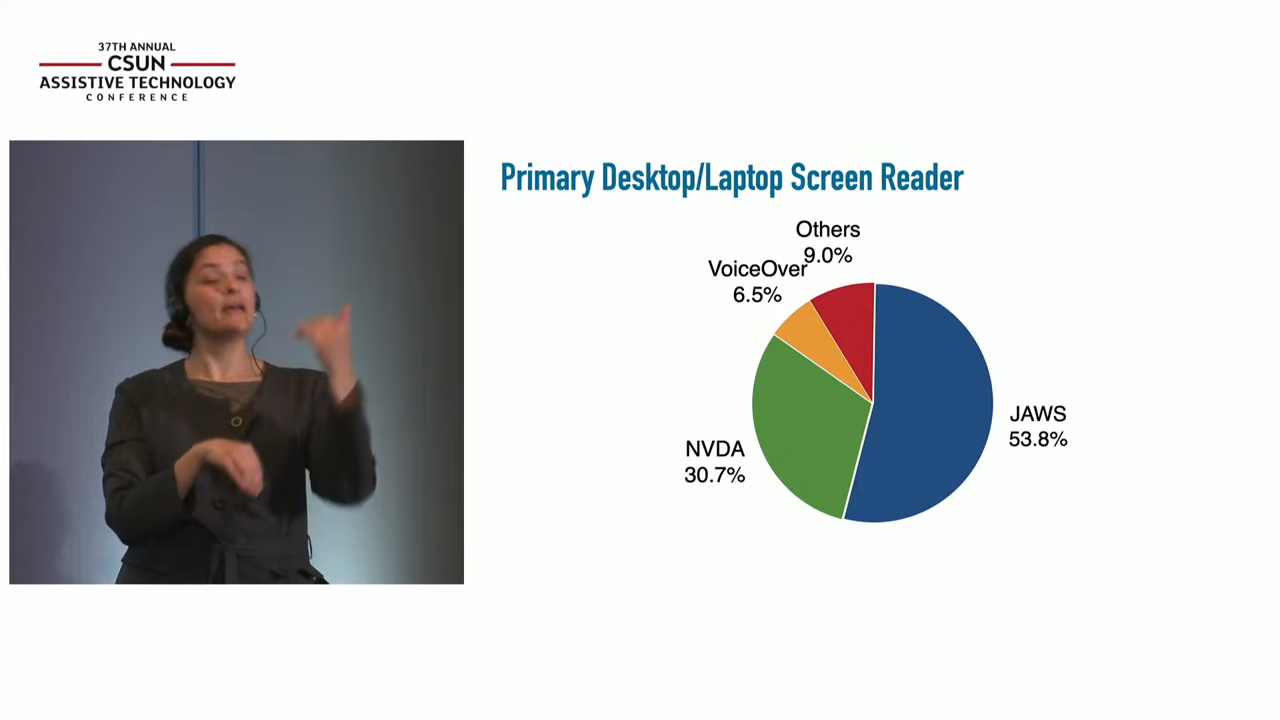 37TH ANNUAL
CSUN
ASSISTIVE TECHNOLOGY
CONFERENCE
Primary Desktop/Laptop Screen Reader
Others
9.0%
VoiceOver
6.5%
JAWS
53.8%
NVDA
30.7%